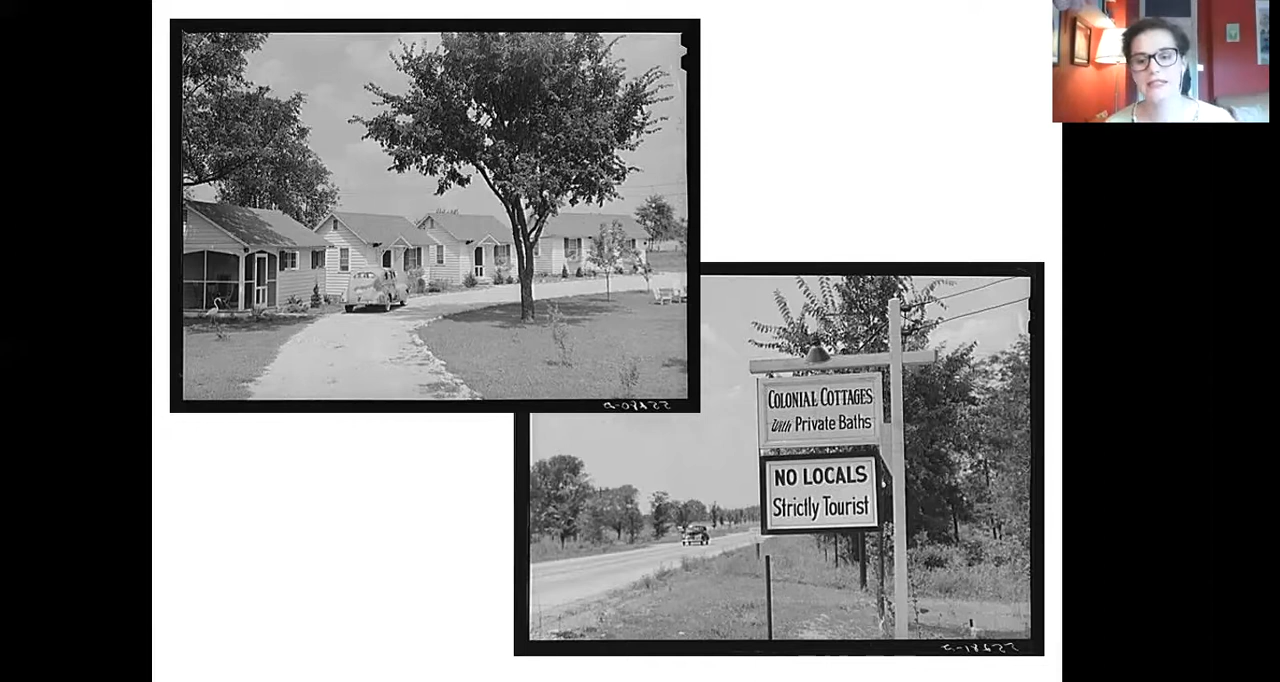 COLONIAL COTTAGES
With Private Baths
NO LOCALS
Strictly Tourist